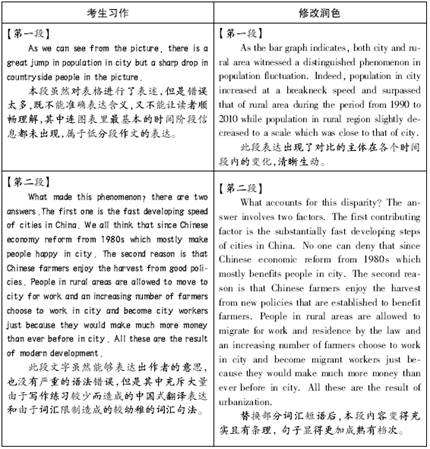 考生习作
修改润色
【第一段】
As we can see from the picture, there is a
great jump in population in city but a sharp drop in
countryside people in the picture.
本段虽然对表格进行了表达，但是错误
太多，既不能准确表达含义，又不能让读者顺
畅理解，其中连图表里最基本的时间阶段信
息都未出现，属于低分段作文的表达。
【第一段】
As the bar graph indicates, both city and ru-
ral area witnessed a distinguished phenomenon in
population fluctuation. Indeed, population in city
increased at a breakneck speed and surpassed
that of rural area during the period from 1990 to
2010 while population in rural region slightly de-
creased to a scale which was close to that of city.
此段表达出现了对比的主体在各个时间
段内的变化，清晰生动。
【第二段】
What made this phenomenon? there are two
answers. The first one is the fast developing speed
of cities in China. We all think that since Chinese
economy reform from 1980s which mostly make
people happy in city. The second reason is that
Chinese farmers enjoy the harvest from good poli-
cies. People in rural areas are allowed to move to
city for work and an increasing number of farmers
choose to work in city and become city workers
just because they would make much more money
than ever before in city. All these are the result
of modern development.
此段文字虽然能够表达出作者的意思，
也没有严重的语法错误，但是其中充斥大量
由于写作练习较少而造成的中国式翻译表达
和由于词汇限制造成的较幼稚的词汇句法。
【第二段】
What accounts for this disparity? The an-
swer involves two factors. The first contributing
factor is the substantially fast developing steps
of cities in China. No one can deny that since
Chinese economic reform from 1980s which
mostly benefits people in city. The second rea-
son is that Chinese farmers enjoy the harvest
from new policies that are established to benefit
farmers. People in rural areas are allowed to
migrate for work and residence by the law and
an increasing number of farmers choose to work
in city and become migrant workers just be-
cause they would make much more money than
ever before in city. All these are the result of
urbanization.
替换部分词汇短语后，本段内容变得充
实且有条理，句子显得更加成熟有档次。